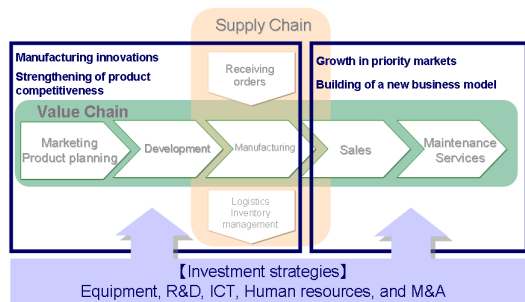 Supply Chain
Manufacturing innovations
Strengthening of product
competitiveness
Receiving
orders
Growth in priority markets
Building of a new business model
Value Chain
Marketing
Product planning
Development
Manufacturing
Sales
Maintenance
Services
Logistics
Inventory
management
【Investment strategies】
Equipment, R&D, ICT, Human resources, and M&A